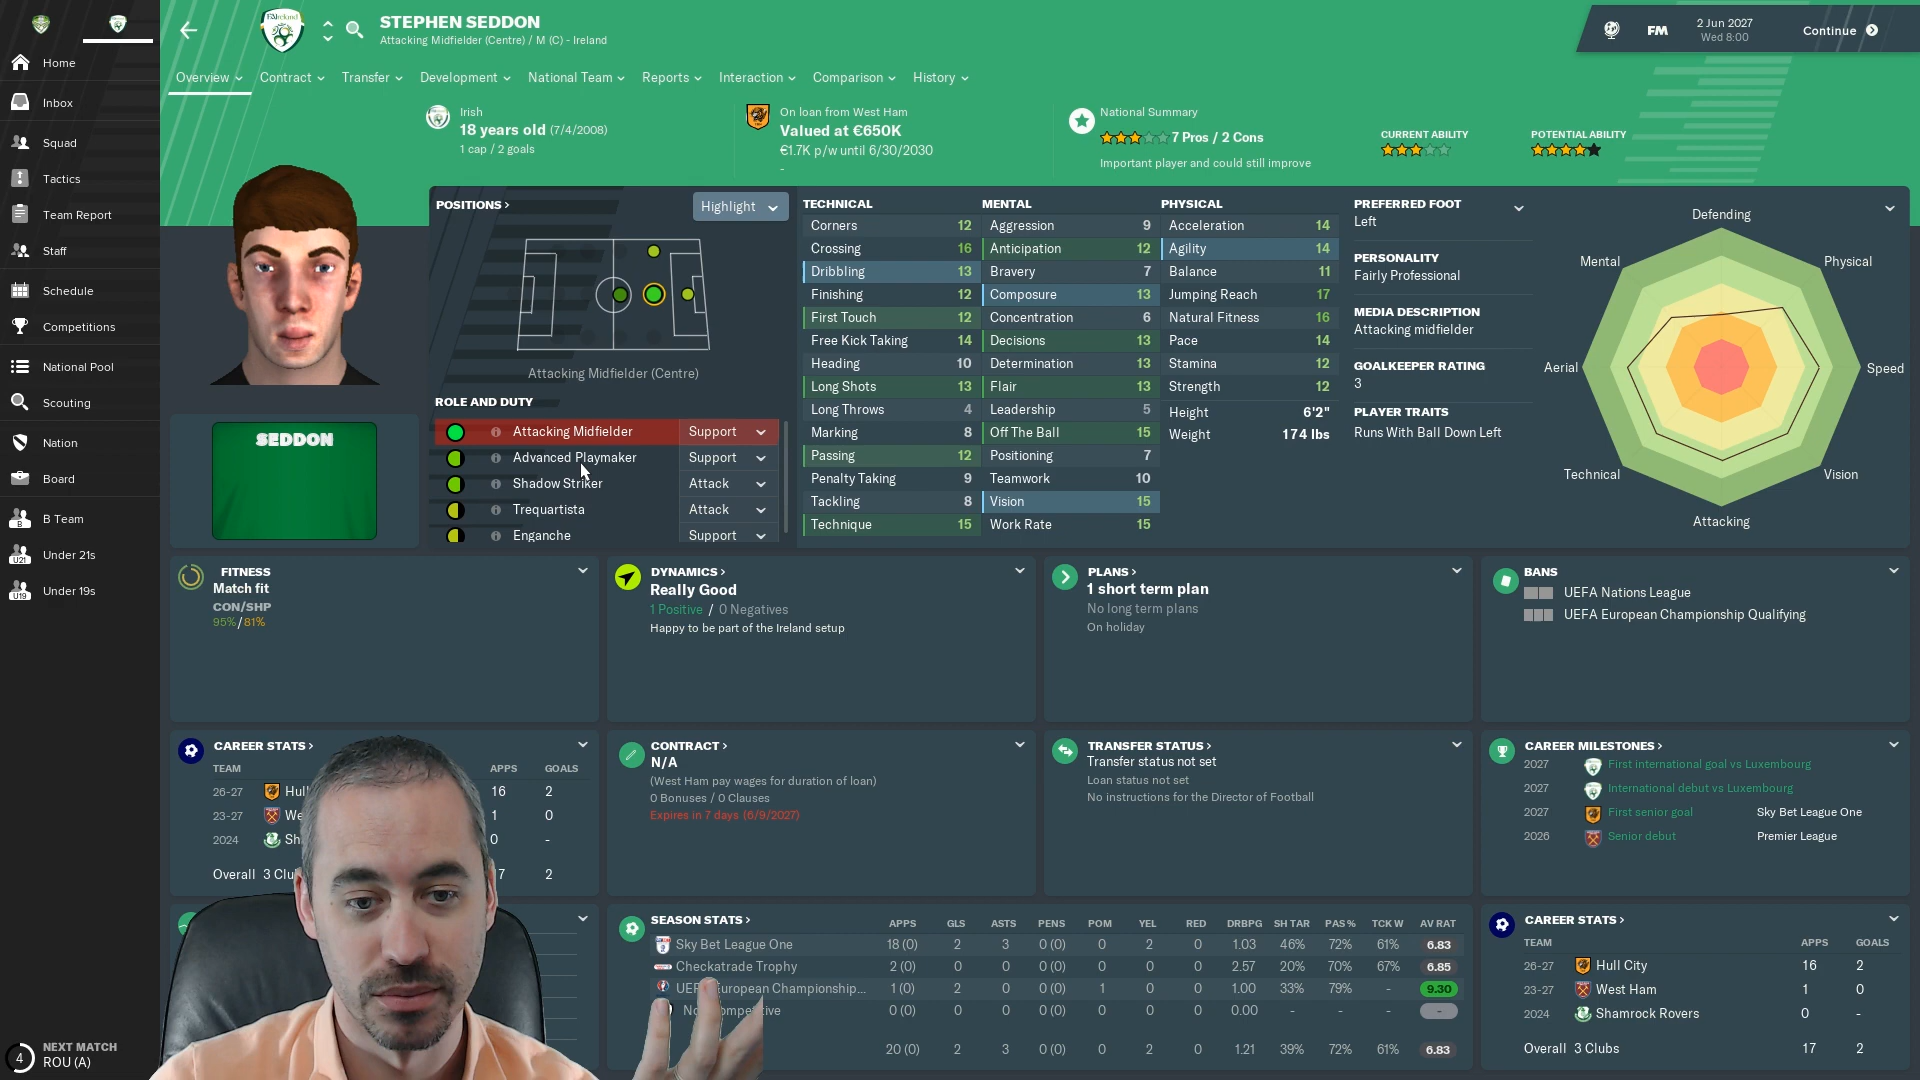 STEPHEN SEDDON
Attacking Midfielder (Centre) / M (C) - Ireland
FM
2 Jun 2027
Wed 8:00
Continue
Overview Contract Transfer Development National Team Reports Interaction Comparison History
Home
Inbox
Squad
Tactics
Team Report
Staff
Schedule
Competitions
National Pool
Scouting
Nation
Board
B Team
Under 21s
Under 19s
NEXT MATCH
4 ROU (A)
Irish
18 years old (7/4/2008)
1 cap / 2 goals
On loan from West Ham
Valued at €650K
€1.7K p/w until 6/30/2030
-
National Summary
7 Pros / 2 Cons
Important player and could still improve
CURRENT ABILITY
POTENTIAL ABILITY
POSITIONS >
Highlight
Attacking Midfielder (Centre)
ROLE AND DUTY
Attacking Midfielder Support
Advanced Playmaker Support
Shadow Striker Attack
Trequartista Attack
Enganche Support
SEDDON
TECHNICAL
Corners 12
Crossing 16
Dribbling 13
Finishing 12
First Touch 12
Free Kick Taking 14
Heading 10
Long Shots 13
Long Throws 4
Marking 8
Passing 12
Penalty Taking 9
Tackling 8
Technique 15
MENTAL
Aggression 9
Anticipation 12
Bravery 7
Composure 13
Concentration 6
Decisions 13
Determination 13
Flair 13
Leadership 5
Off The Ball 15
Positioning 7
Teamwork 10
Vision 15
Work Rate 15
PHYSICAL
Acceleration 14
Agility 14
Balance 11
Jumping Reach 17
Natural Fitness 16
Pace 14
Stamina 12
Strength 12
Height 6'2"
Weight 174 lbs
PREFERRED FOOT
Left
PERSONALITY
Fairly Professional
MEDIA DESCRIPTION
Attacking midfielder
GOALKEEPER RATING
3
PLAYER TRAITS
Runs With Ball Down Left
Defending
Physical
Speed
Vision
Attacking
Technical
Aerial
Mental
FITNESS
Match fit
CON/SHP
95%/81%
DYNAMICS >
Really Good
1 Positive / 0 Negatives
Happy to be part of the Ireland setup
PLANS >
1 short term plan
No long term plans
On holiday
BANS
UEFA Nations League
UEFA European Championship Qualifying
CAREER STATS >
TEAM APPS GOALS
26-27 Hul 16 2
23-27 We 1 0
2024 Sh 0 -
Overall 3 Clu 7 2
CONTRACT >
N/A
(West Ham pay wages for duration of loan)
0 Bonuses / 0 Clauses
Expires in 7 days (6/9/2027)
TRANSFER STATUS >
Transfer status not set
Loan status not set
No instructions for the Director of Football
CAREER MILESTONES >
2027 First international goal vs Luxembourg
2027 International debut vs Luxembourg
2027 First senior goal Sky Bet League One
2026 Senior debut Premier League
SEASON STATS > APPS GLS ASTS PENS POM YEL RED DRBPG SH TAR PAS % TCK W AV RAT
Sky Bet League One 18 (0) 2 3 0 (0) 0 2 0 1.03 46% 72% 61% 6.83
Checkatrade Trophy 2 (0) 0 0 0 (0) 0 0 0 2.57 20% 70% 67% 6.85
European Championship... 1 (0) 2 0 0 (0) 1 0 0 1.00 33% 79% - 9.30
0 (0) 0 0 0 (0) 0 0 0 0.00 - - - -
20 (0) 2 3 0 (0) 0 2 0 1.21 39% 72% 61% 6.83
CAREER STATS >
TEAM APPS GOALS
26-27 Hull City 16 2
23-27 West Ham 1 0
2024 Shamrock Rovers 0 -
Overall 3 Clubs 17 2